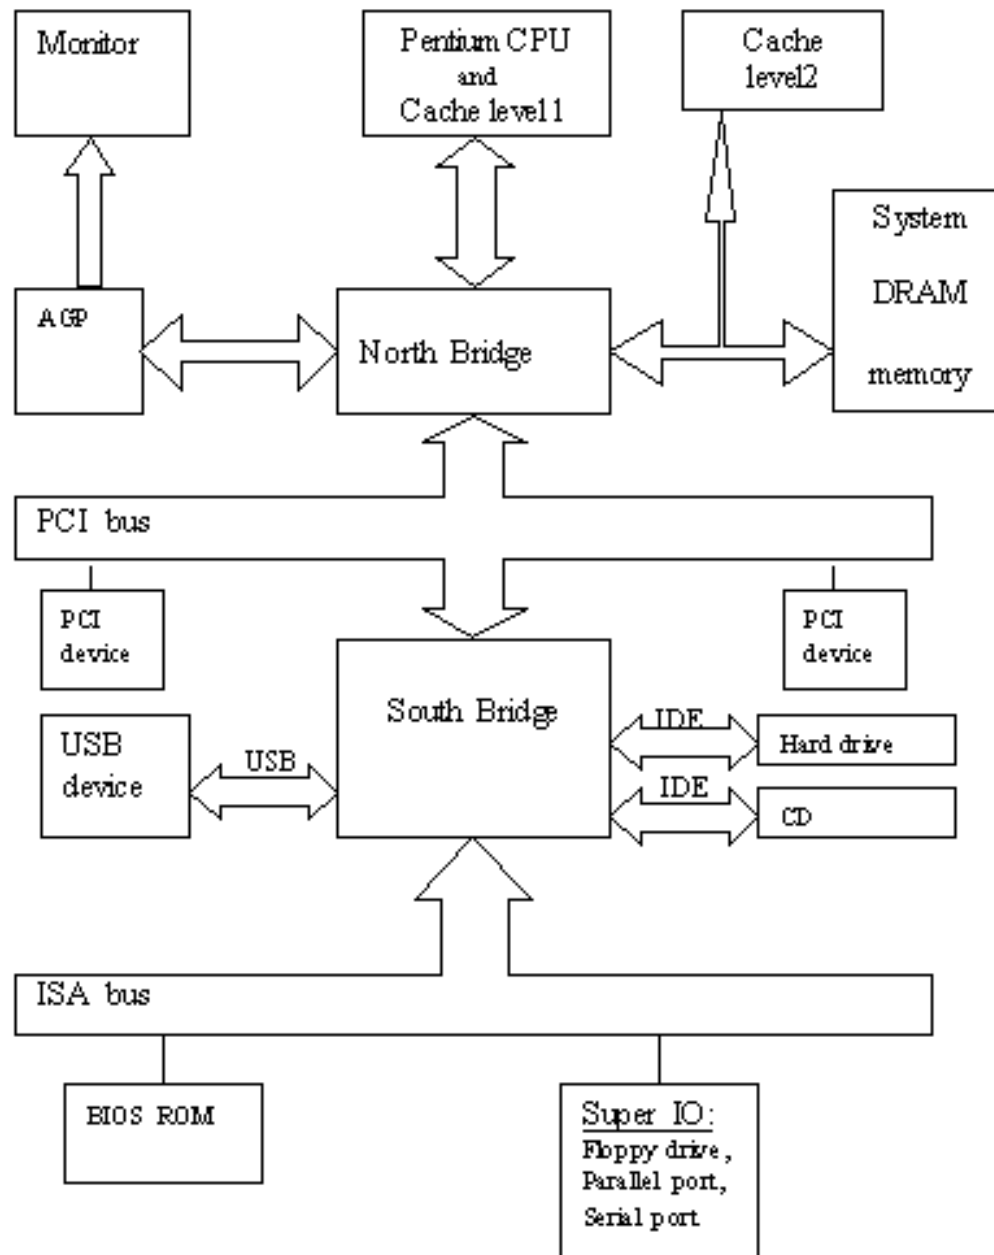 Monitor
Pentium CPU
and
Cache level1
Cache
level2
System
DRAM
memory
AGP
North Bridge
PCI bus
PCI
device
PCI
device
South Bridge
USB
device
USB
IDE
Hard drive
IDE
CD
ISA bus
BIOS ROM
Super IO:
Floppy drive,
Parallel port,
Serial port